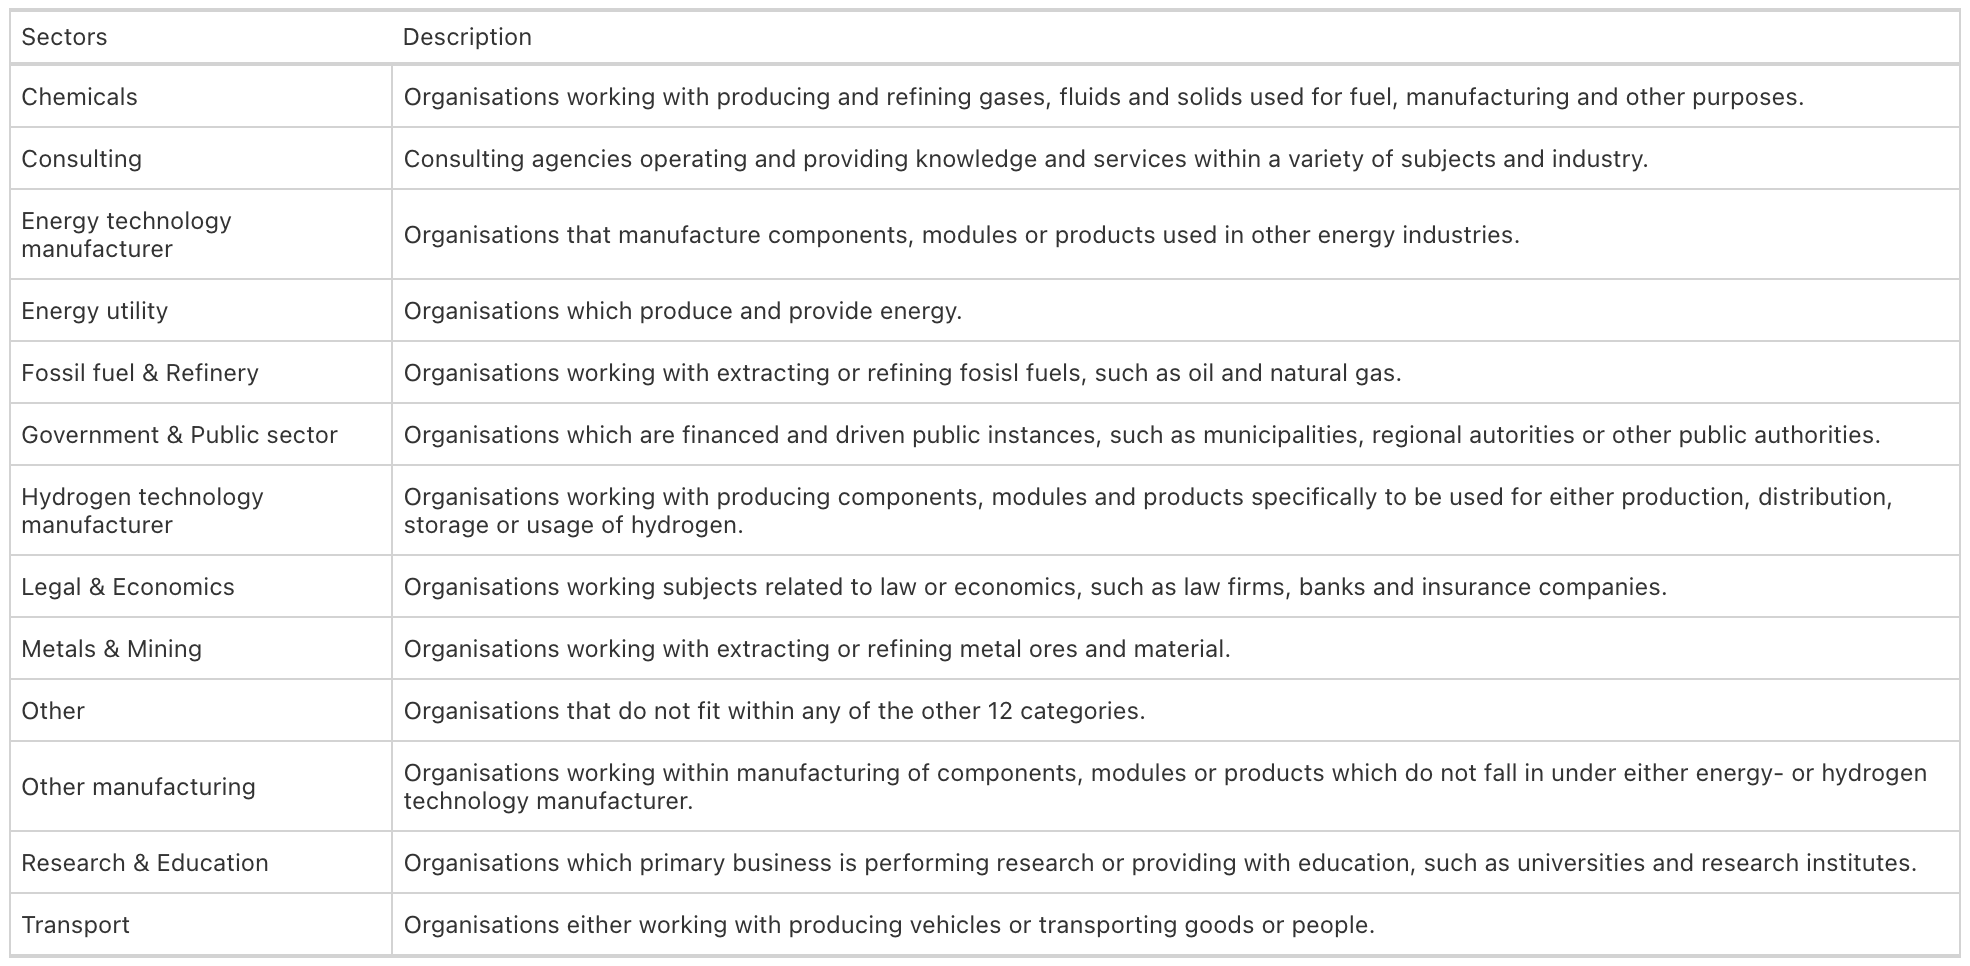 Sectors Description
Chemicals Organisations working with producing and refining gases, fluids and solids used for fuel, manufacturing and other purposes.
Consulting Consulting agencies operating and providing knowledge and services within a variety of subjects and industry.
Energy technology
manufacturer
Organisations that manufacture components, modules or products used in other energy industries.
Energy utility Organisations which produce and provide energy.
Fossil fuel & Refinery Organisations working with extracting or refining fosisl fuels, such as oil and natural gas.
Government & Public sector Organisations which are financed and driven public instances, such as municipalities, regional autorities or other public authorities.
Hydrogen technology
manufacturer
Organisations working with producing components, modules and products specifically to be used for either production, distribution,
storage or usage of hydrogen.
Legal & Economics Organisations working subjects related to law or economics, such as law firms, banks and insurance companies.
Metals & Mining Organisations working with extracting or refining metal ores and material.
Other Organisations that do not fit within any of the other 12 categories.
Other manufacturing
Organisations working within manufacturing of components, modules or products which do not fall in under either energy- or hydrogen
technology manufacturer.
Research & Education Organisations which primary business is performing research or providing with education, such as universities and research institutes.
Transport Organisations either working with producing vehicles or transporting goods or people.